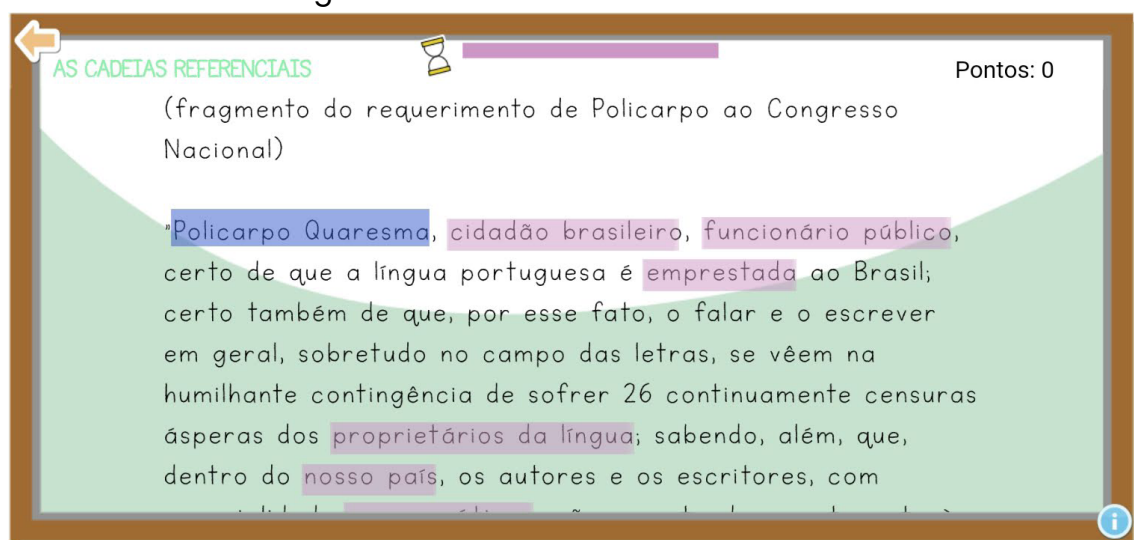 AS CADEIAS REFERENCIAIS
Pontos: 0
(fragmento do requerimento de Policarpo ao Congresso
Nacional)
"Policarpo Quaresma, cidadão brasileiro, funcionário público,
certo de que a língua portuguesa é emprestada ao Brasil;
certo também de que, por esse fato, o falar e o escrever
em geral, sobretudo no campo das letras, se vêem na
humilhante contingência de sofrer 26 continuamente censuras
ásperas dos proprietários da língua; sabendo, além, que,
dentro do nosso país, os autores e os escritores, com